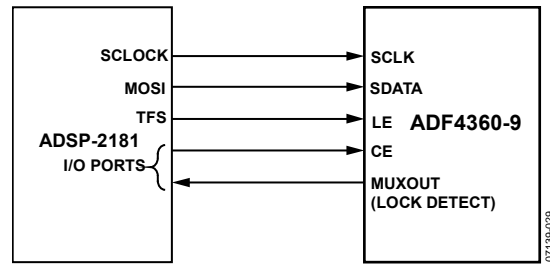 SCLOCK
MOSI
TFS
ADSP-2181
I/O PORTS
SCLK
SDATA
LE
ADF4360-9
CE
MUXOUT
(LOCK DETECT)
07139-029